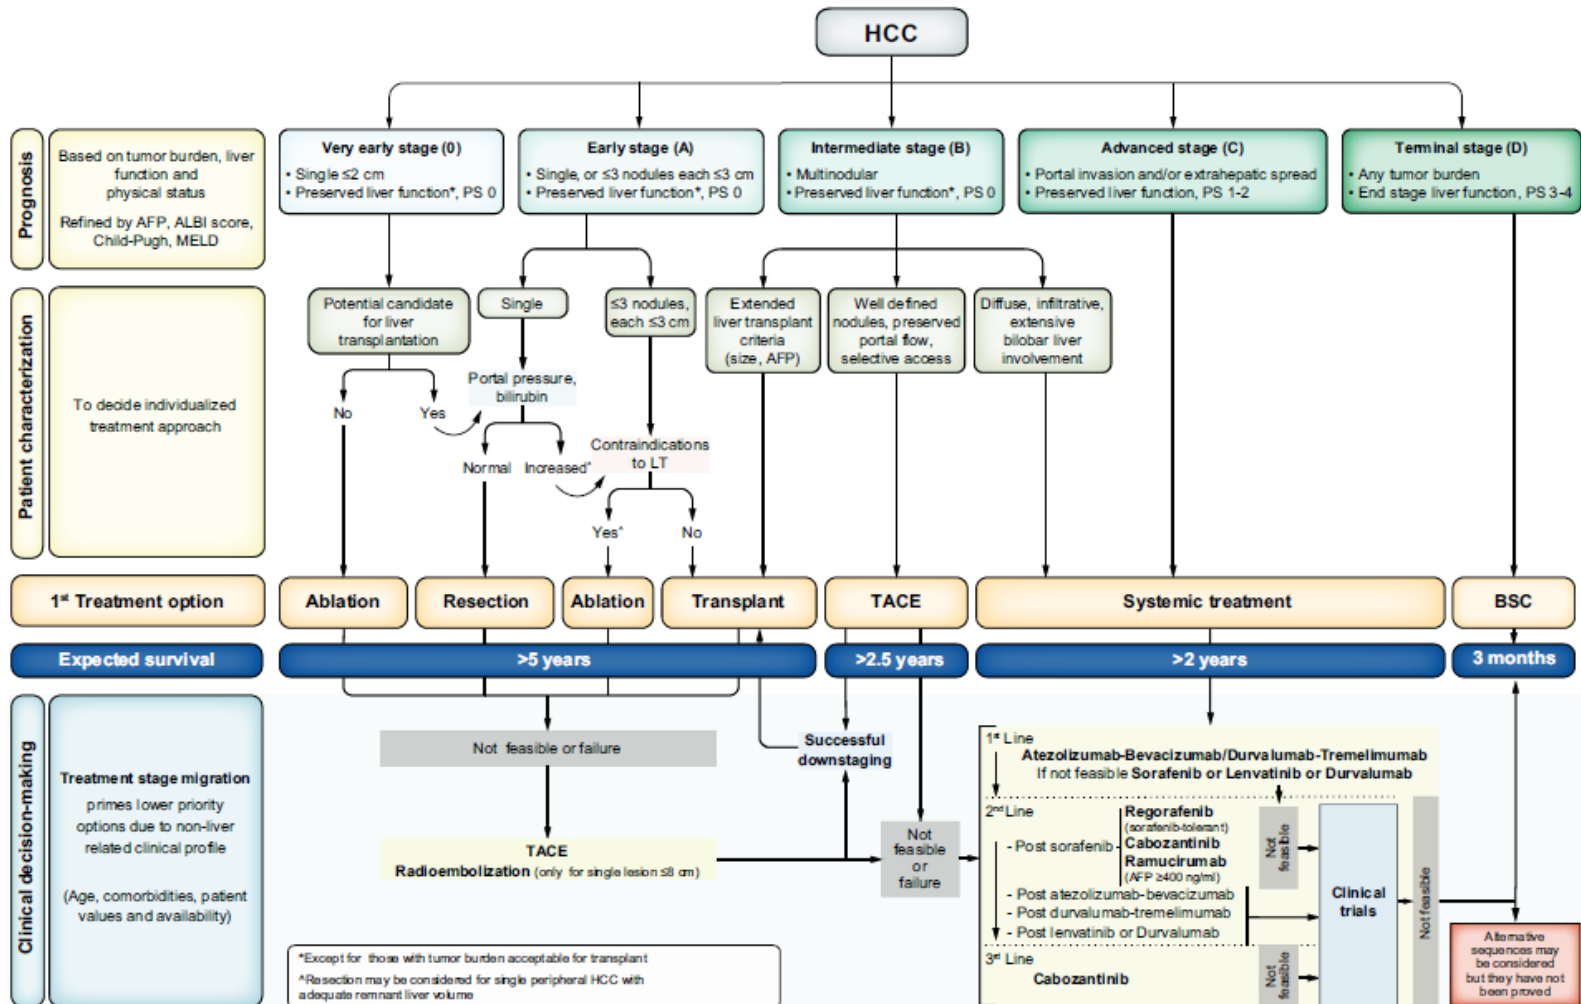 HCC
Prognosis
Based on tumor burden, liver
function and
physical status
Refined by AFP, ALBI score,
Child-Pugh, MELD
Very early stage (0)
• Single ≤2 cm
• Preserved liver function*, PS 0
Early stage (A)
• Single, or ≤3 nodules each ≤3 cm
• Preserved liver function*, PS 0
Intermediate stage (B)
• Multinodular
• Preserved liver function*, PS 0
Advanced stage (C)
• Portal invasion and/or extrahepatic spread
• Preserved liver function, PS 1-2
Terminal stage (D)
• Any tumor burden
• End stage liver function, PS 3-4
Patient characterization
To decide individualized
treatment approach
Potential candidate
for liver
transplantation
Single
≤3 nodules,
each ≤3 cm
Extended
liver transplant
criteria
(size, AFP)
Well defined
nodules, preserved
portal flow,
selective access
Diffuse, infiltrative,
extensive
bilobar liver
involvement
No
Yes
Portal pressure,
bilirubin
Normal
Increased^
Contraindications
to LT
Yes^
No
1st Treatment option
Ablation
Resection
Ablation
Transplant
TACE
Systemic treatment
BSC
Expected survival
>5 years
>2.5 years
>2 years
3 months
Clinical decision-making
Treatment stage migration
primes lower priority
options due to non-liver
related clinical profile
(Age, comorbidities, patient
values and availability)
Not feasible or failure
TACE
Radioembolization (only for single lesion ≤8 cm)
Successful
downstaging
Not
feasible
or
failure
1st Line
Atezolizumab-Bevacizumab/Durvalumab-Tremelimumab
If not feasible Sorafenib or Lenvatinib or Durvalumab
2nd Line
- Post sorafenib
Regorafenib
(sorafenib-tolerant)
Cabozantinib
Ramucirumab
(AFP ≥400 ng/ml)
Not
feasible
- Post atezolizumab-bevacizumab
- Post durvalumab-tremelimumab
- Post lenvatinib or Durvalumab
3rd Line
Cabozantinib
Not
feasible
Clinical
trials
Not feasible
Alternative
sequences may
be considered
but they have not
been proved
*Except for those with tumor burden acceptable for transplant
^Resection may be considered for single peripheral HCC with
adequate remnant liver volume